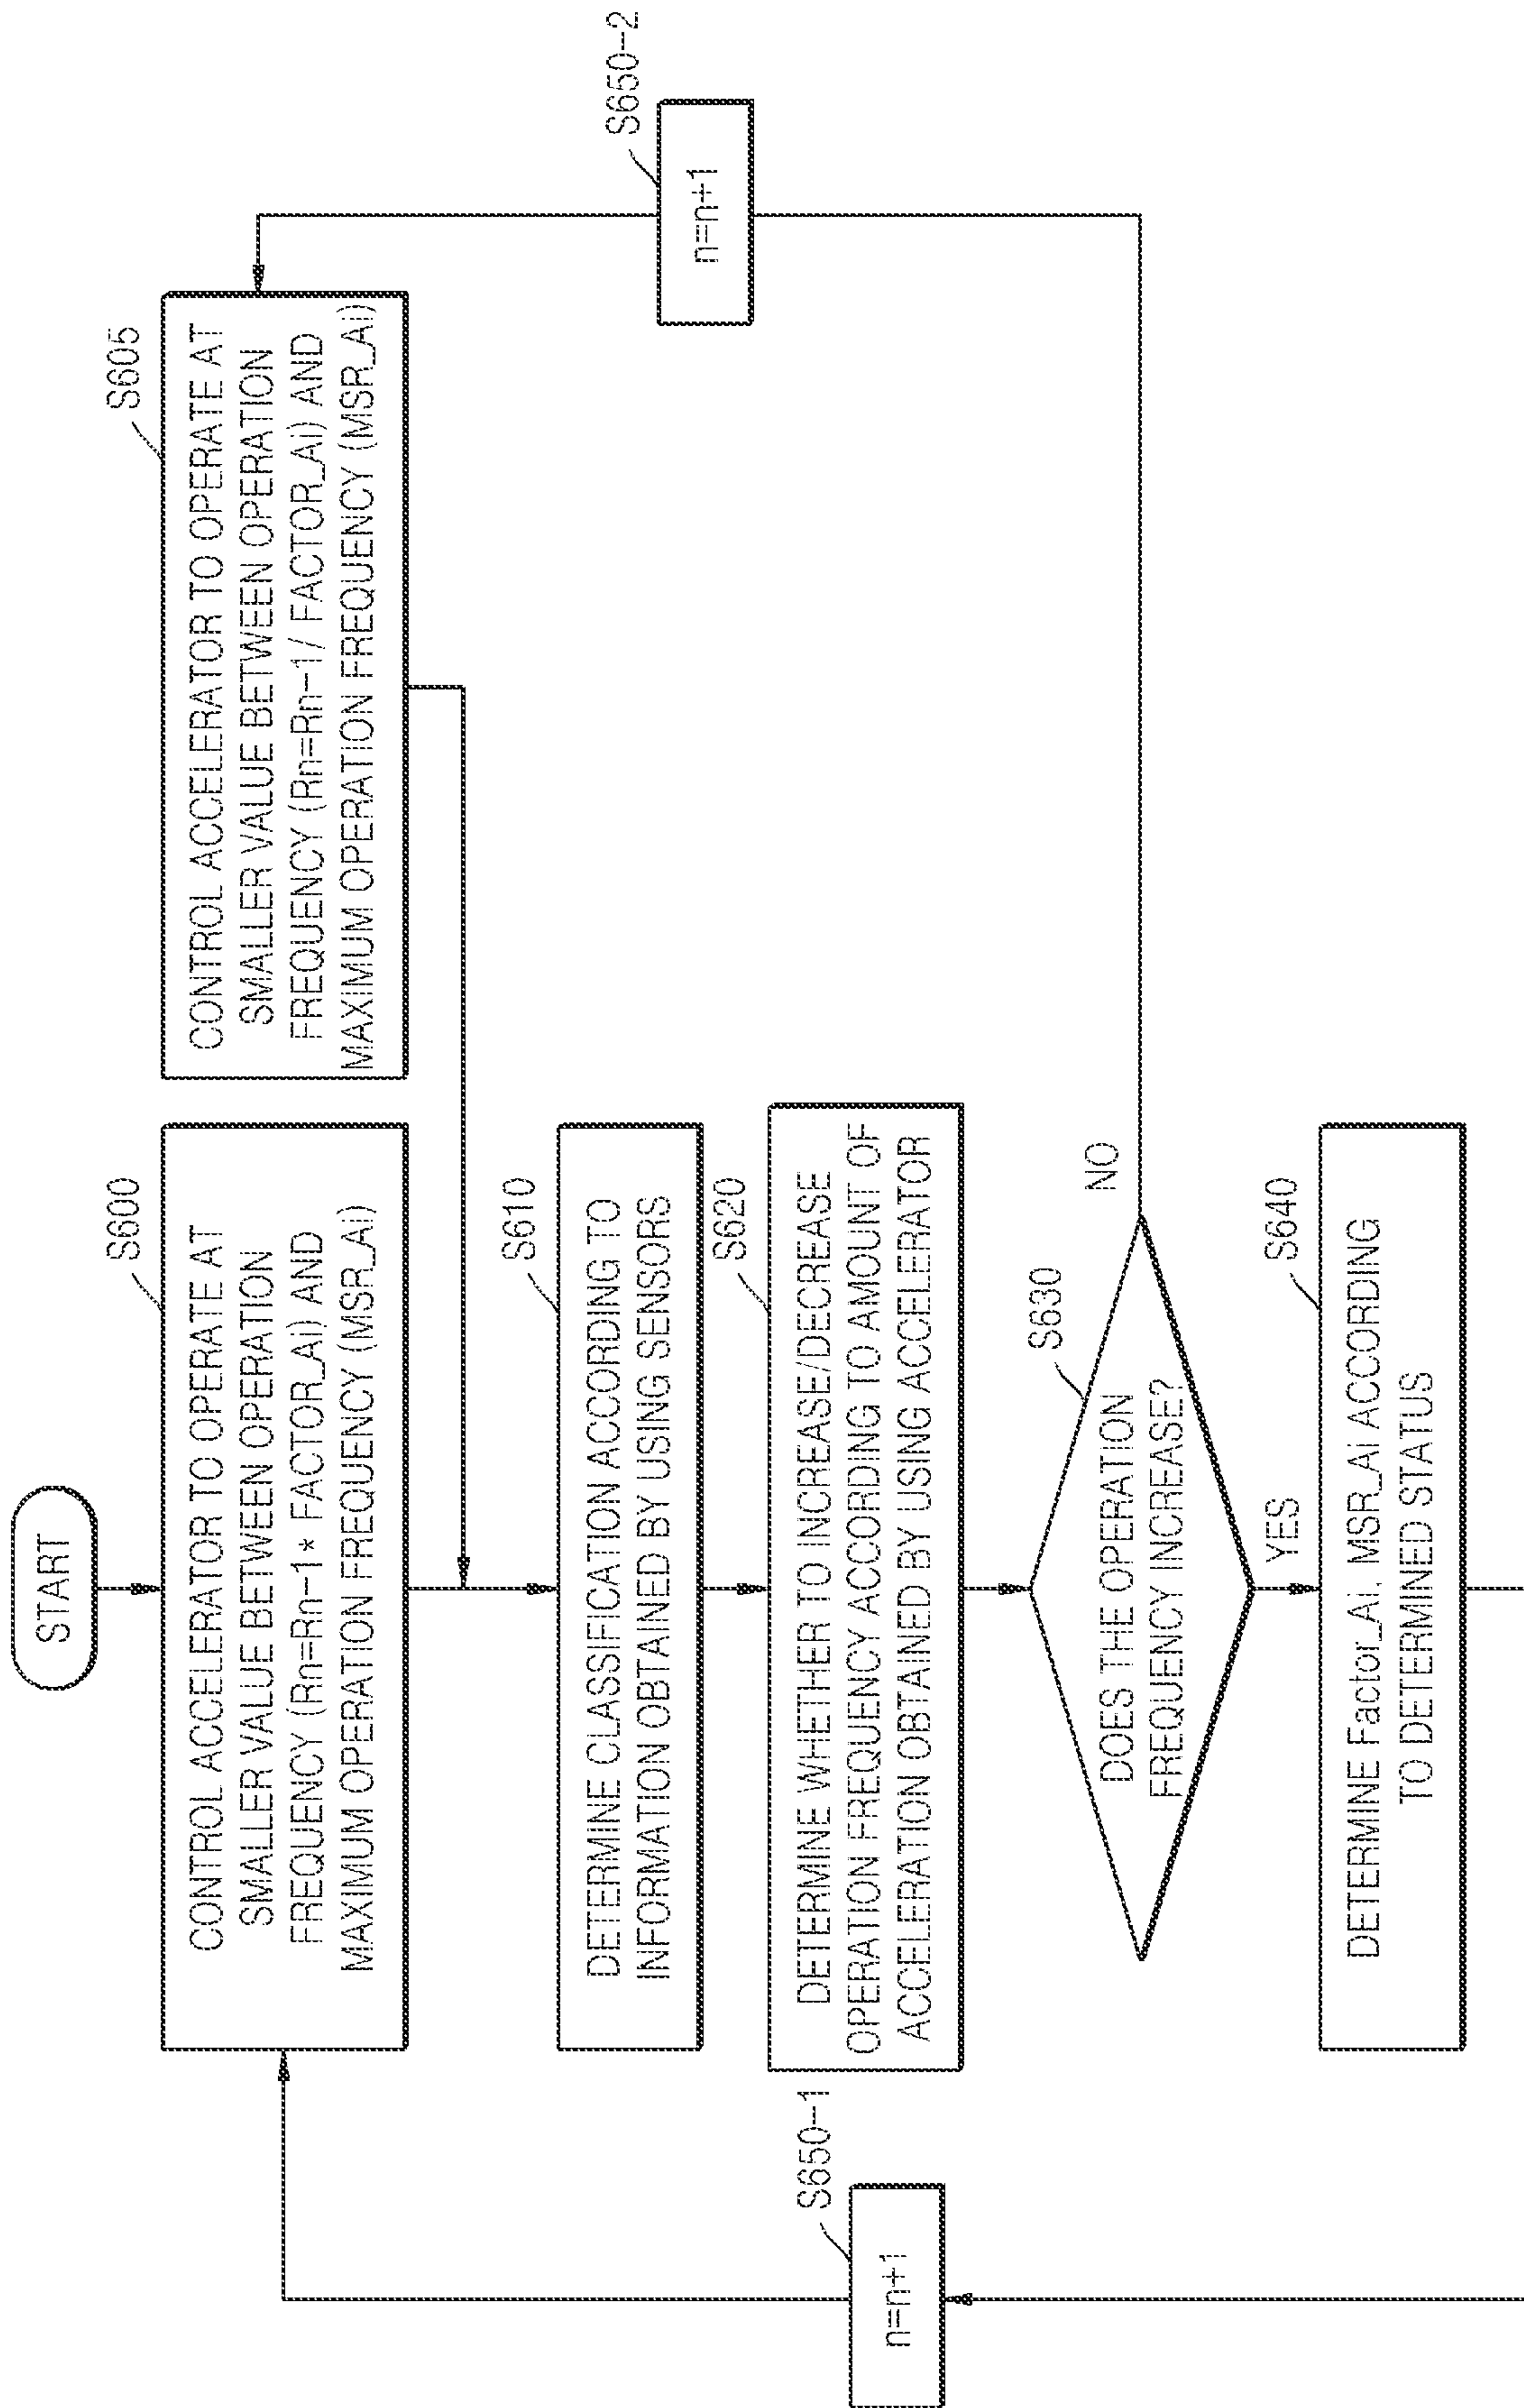 START
S600
CONTROL ACCELERATOR TO OPERATE AT
SMALLER VALUE BETWEEN OPERATION
FREQUENCY (Rn=Rn-1* FACTOR_Ai) AND
MAXIMUM OPERATION FREQUENCY (MSR_Ai)
S605
CONTROL ACCELERATOR TO OPERATE AT
SMALLER VALUE BETWEEN OPERATION
FREQUENCY (Rn=Rn-1/ FACTOR_Ai) AND
MAXIMUM OPERATION FREQUENCY (MSR_Ai)
S610
DETERMINE CLASSIFICATION ACCORDING TO
INFORMATION OBTAINED BY USING SENSORS
S620
DETERMINE WHETHER TO INCREASE/DECREASE
OPERATION FREQUENCY ACCORDING TO AMOUNT OF
ACCELERATION OBTAINED BY USING ACCELERATOR
S630
DOES THE OPERATION
FREQUENCY INCREASE?
NO
YES
S640
DETERMINE Factor_Ai, MSR_Ai ACCORDING
TO DETERMINED STATUS
S650-1
n=n+1
S650-2
n=n+1